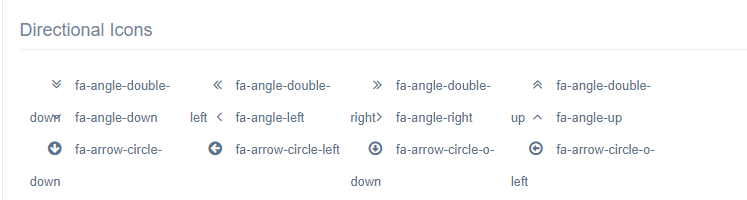 Directional Icons
fa-angle-double- fa-angle-double- fa-angle-double- fa-angle-double-
down fa-angle-down left fa-angle-left right fa-angle-right up fa-angle-up
fa-arrow-circle- fa-arrow-circle-left fa-arrow-circle-o- fa-arrow-circle-o-
down down left